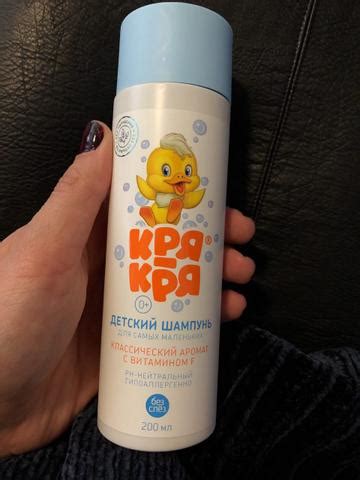 КРЯ®
КРЯ
0+
ДЕТСКИЙ ШАМПУНЬ
ДЛЯ САМЫХ МАЛЕНЬКИХ
КЛАССИЧЕСКИЙ АРОМАТ
С ВИТАМИНОМ F
PH-НЕЙТРАЛЬНЫЙ
ГИПОАЛЛЕРГЕННО
без
слёз
200 мл